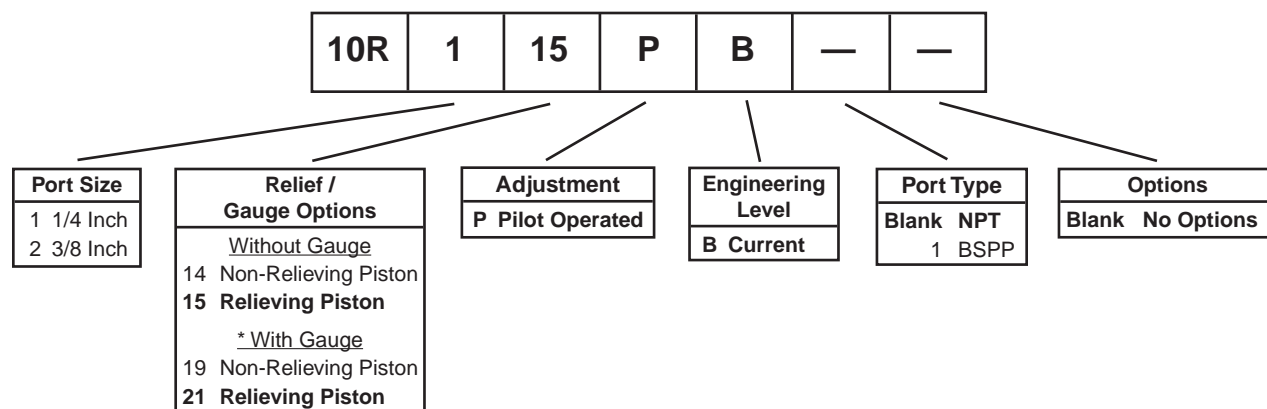 10R 1 15 P B — —
Port Size
1 1/4 Inch
2 3/8 Inch
Relief /
Gauge Options
Without Gauge
14 Non-Relieving Piston
15 Relieving Piston
* With Gauge
19 Non-Relieving Piston
21 Relieving Piston
Adjustment
P Pilot Operated
Engineering
Level
B Current
Port Type
Blank NPT
1 BSPP
Options
Blank No Options